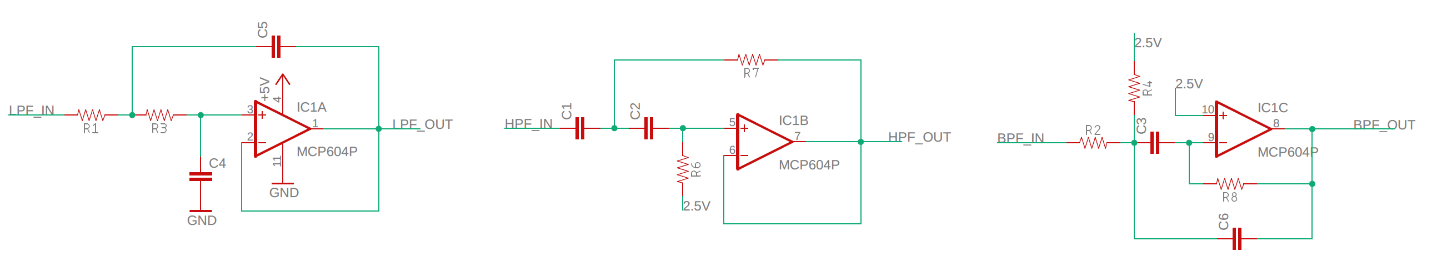 C5
+5V
4
IC1A
LPF_IN
R1
R3
3
+
1
LPF_OUT
2
-
MCP604P
11
C4
GND
GND
R7
C1
C2
HPF_IN
5
+
IC1B
7
HPF_OUT
6
-
MCP604P
R6
2.5V
2.5V
R4
2.5V
10
+
IC1C
8
BPF_OUT
BPF_IN
R2
C3
9
-
MCP604P
R8
C6